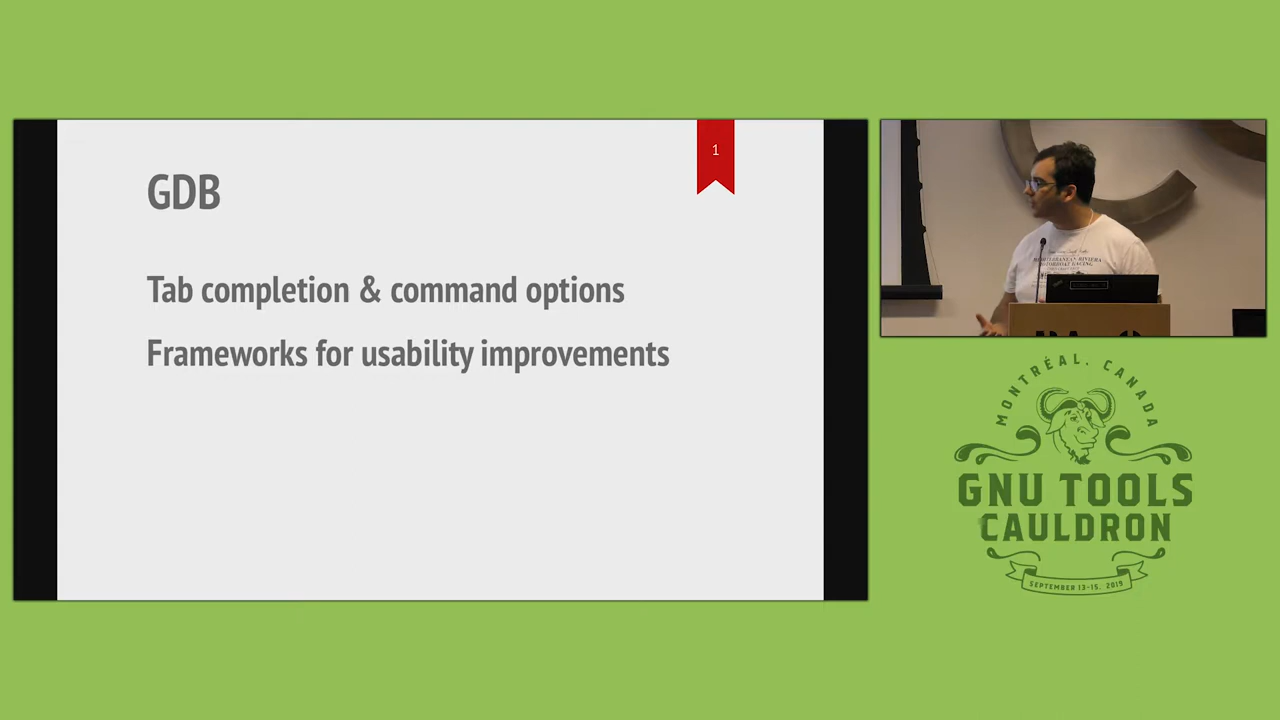 1
GDB
Tab completion & command options
Frameworks for usability improvements
MONTRÉAL, CANADA
GNU TOOLS
CAULDRON
SEPTEMBER 13-15, 2019